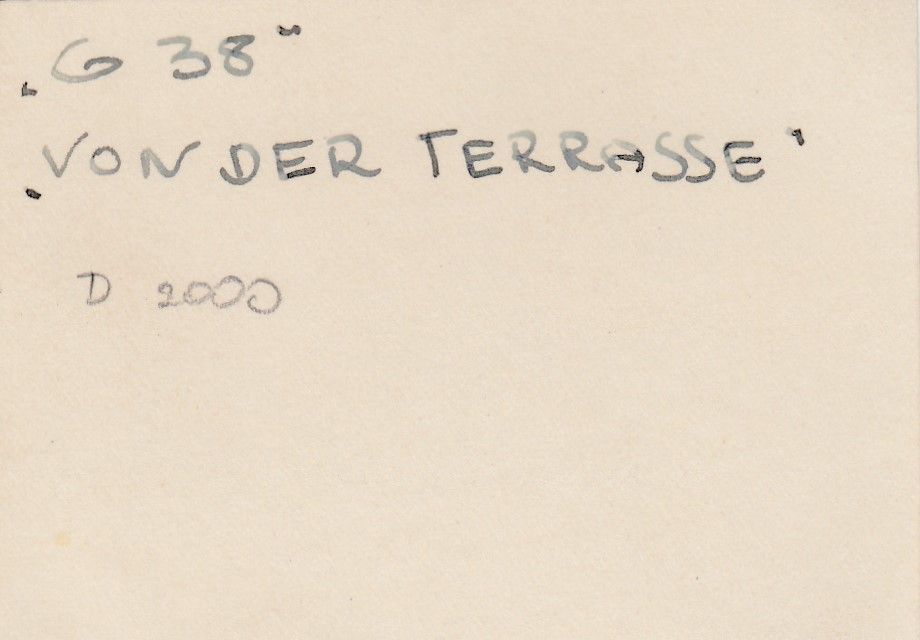 „G 38"
„VON DER TERRASSE"
D 2000